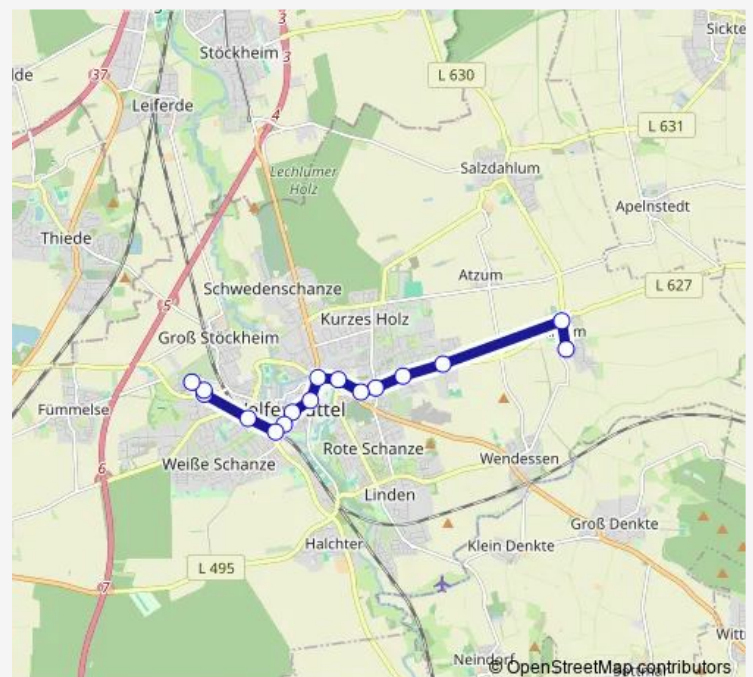 3
Sickte
3
Stöckheim
37
L 630
Leiferde
4
L 631
Lechlumer
Holz
Salzdahlum
Apelnstedt
Thiede
Atzum
Schwedenschanze
L 627
5
Kurzes Holz
Groß Stöckheim
Fümmelse
Rote Schanze
Weiße Schanze
Wendessen
6
Linden
Groß Denkte
Halchter
Klein Denkte
L 495
7
Neindorf
© OpenStreetMap contributors